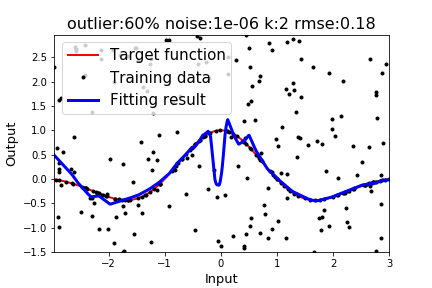 outlier:60% noise:1e-06 k:2 rmse:0.18
Target function
Training data
Fitting result
Output
2.5
2.0
1.5
1.0
0.5
0.0
−0.5
−1.0
−1.5
−2 −1 0 1 2 3
Input